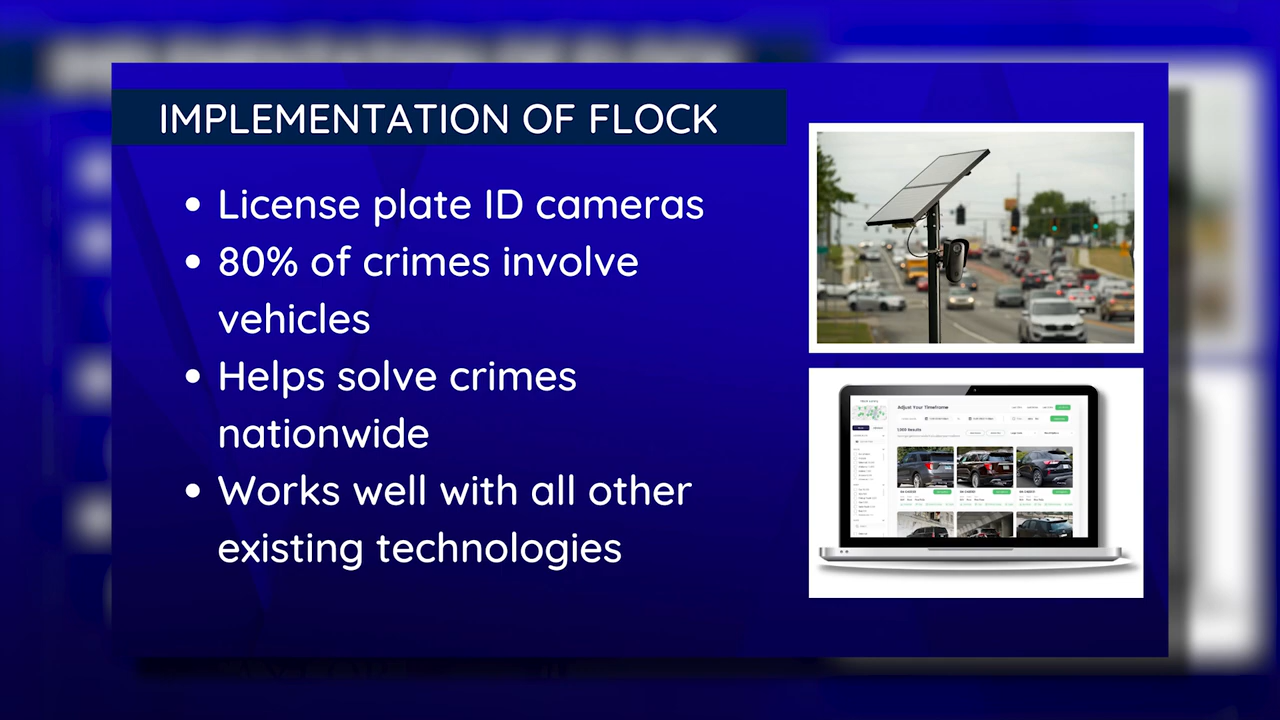 IMPLEMENTATION OF FLOCK
• License plate ID cameras
• 80% of crimes involve
vehicles
• Helps solve crimes
nationwide
• Works well with all other
existing technologies
Adjust Your Timeframe